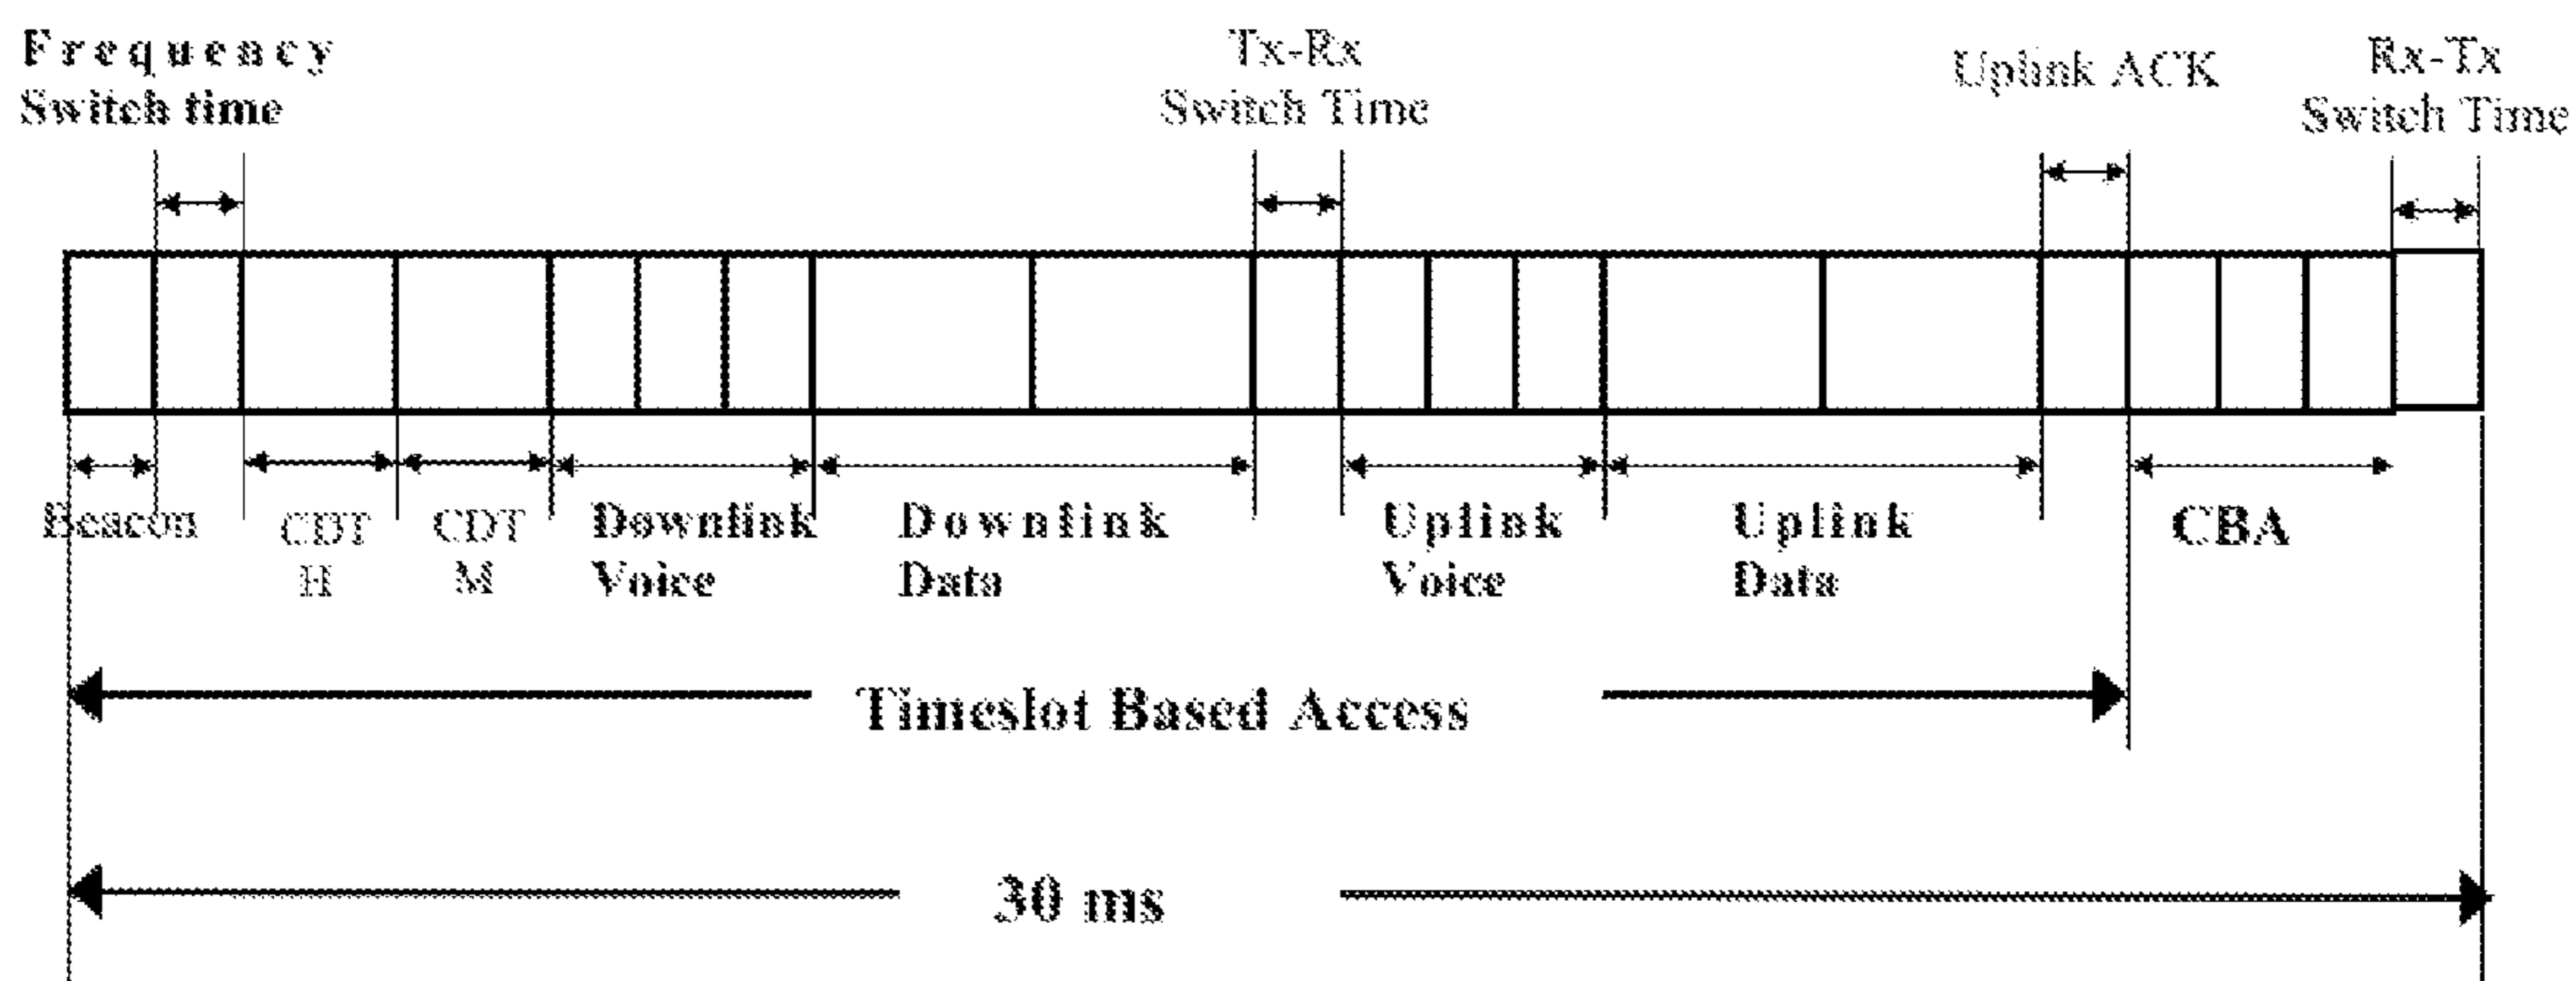 Frequency
Switch time
Tx-Rx
Switch Time
Uplink ACK
Rx-Tx
Switch Time
Beacon
CDT
H
CDT
M
Downlink
Voice
Downlink
Data
Uplink
Voice
Uplink
Data
CBA
Timeslot Based Access
30 ms